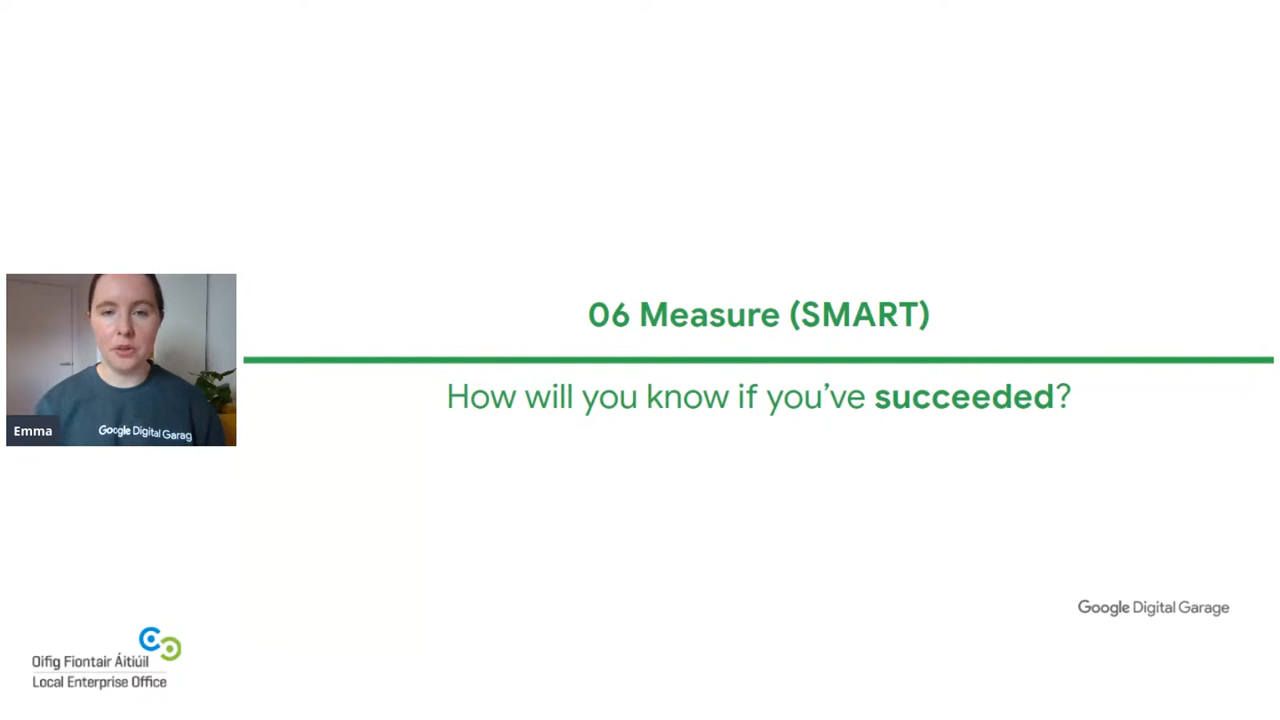 06 Measure (SMART)
How will you know if you've succeeded?
Emma
Google Digital Garag
Google Digital Garage
Oifig Fiontair Áitiúil
Local Enterprise Office